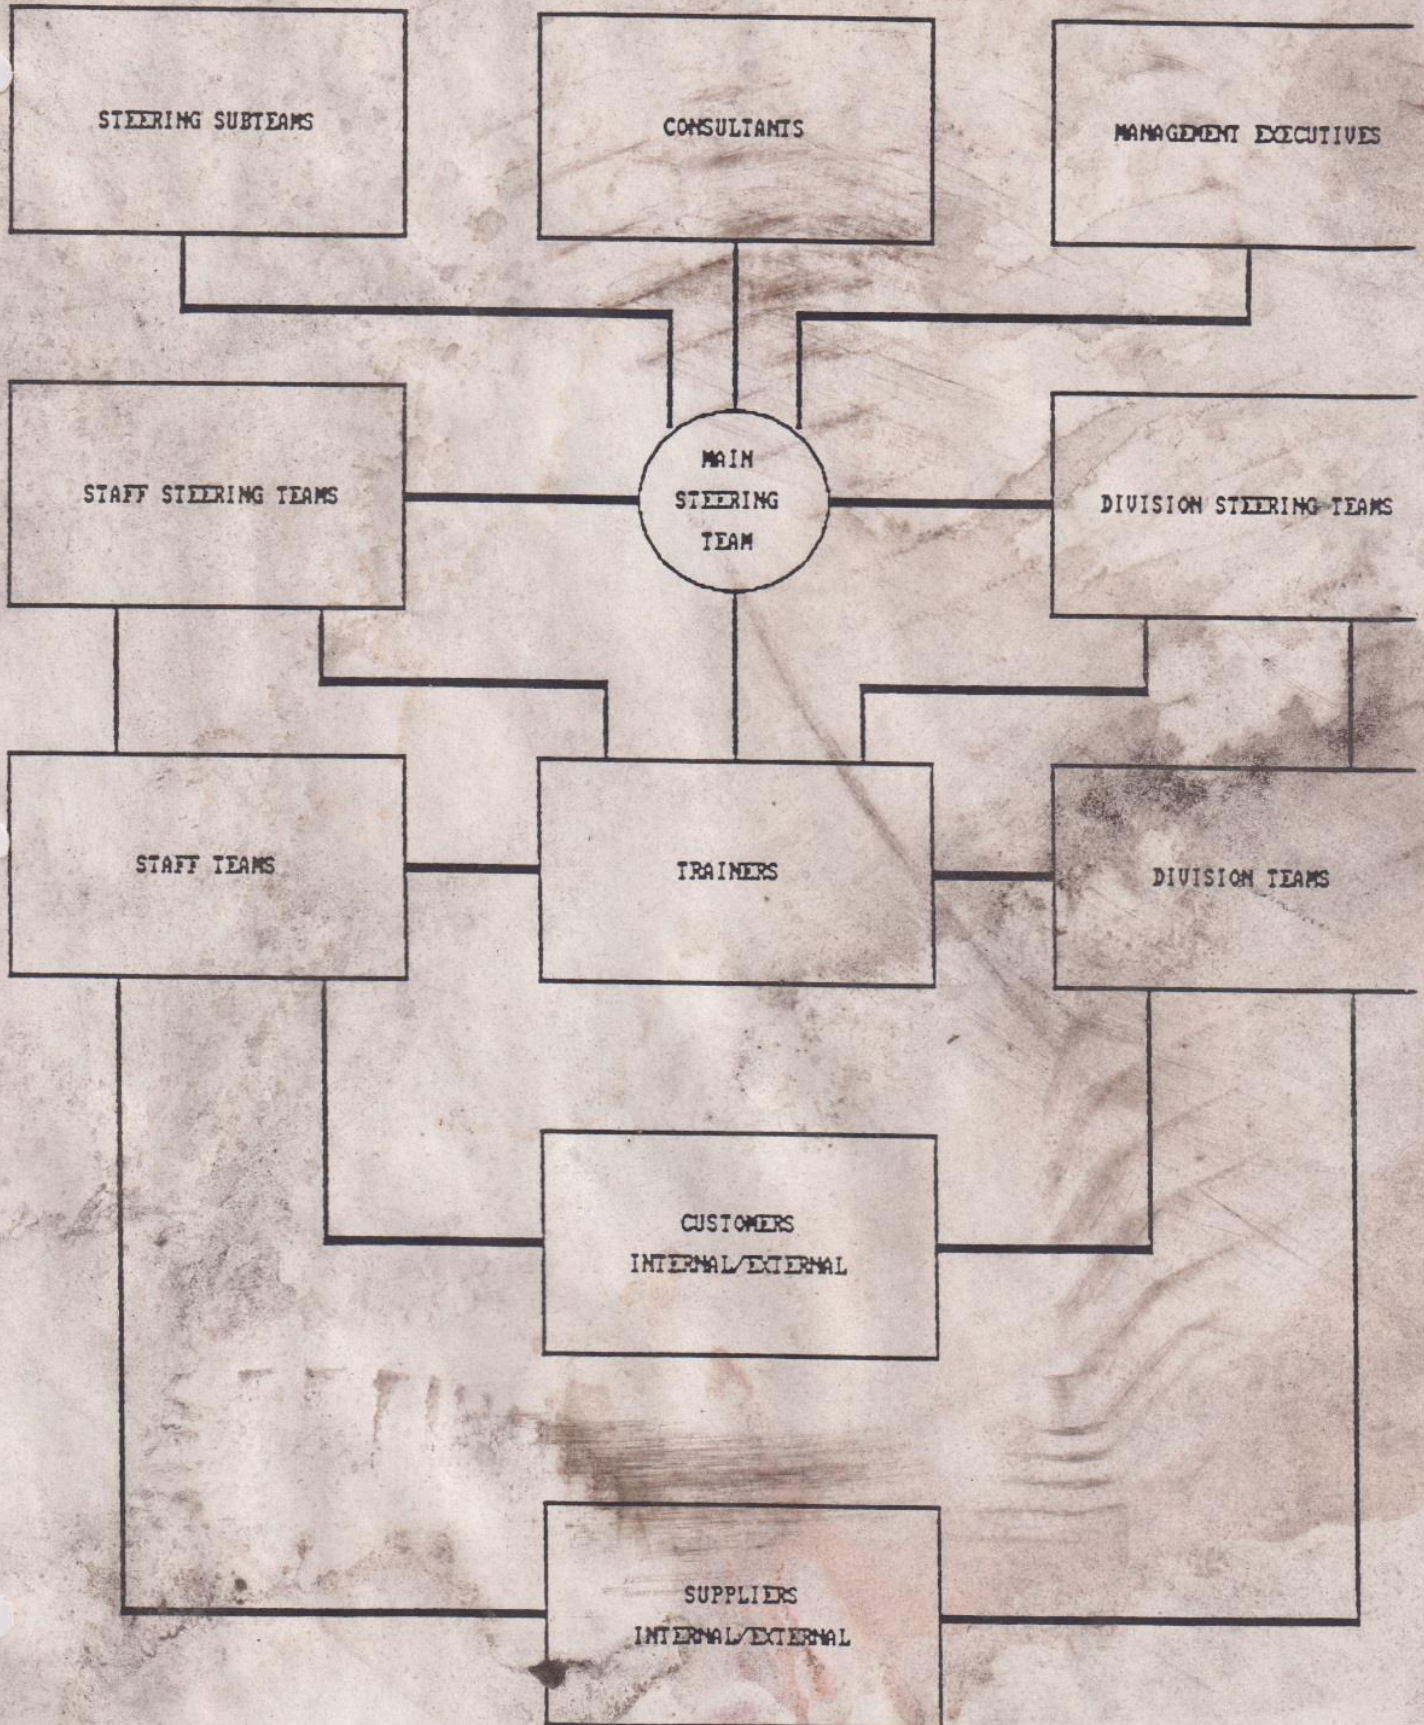 STEERING SUBTEAMS
CONSULTANTS
MANAGEMENT EXECUTIVES
MAIN
STEERING
TEAM
STAFF STEERING TEAMS
DIVISION STEERING TEAMS
STAFF TEAMS
TRAINERS
DIVISION TEAMS
CUSTOMERS
INTERNAL/EXTERNAL
SUPPLIERS
INTERNAL/EXTERNAL